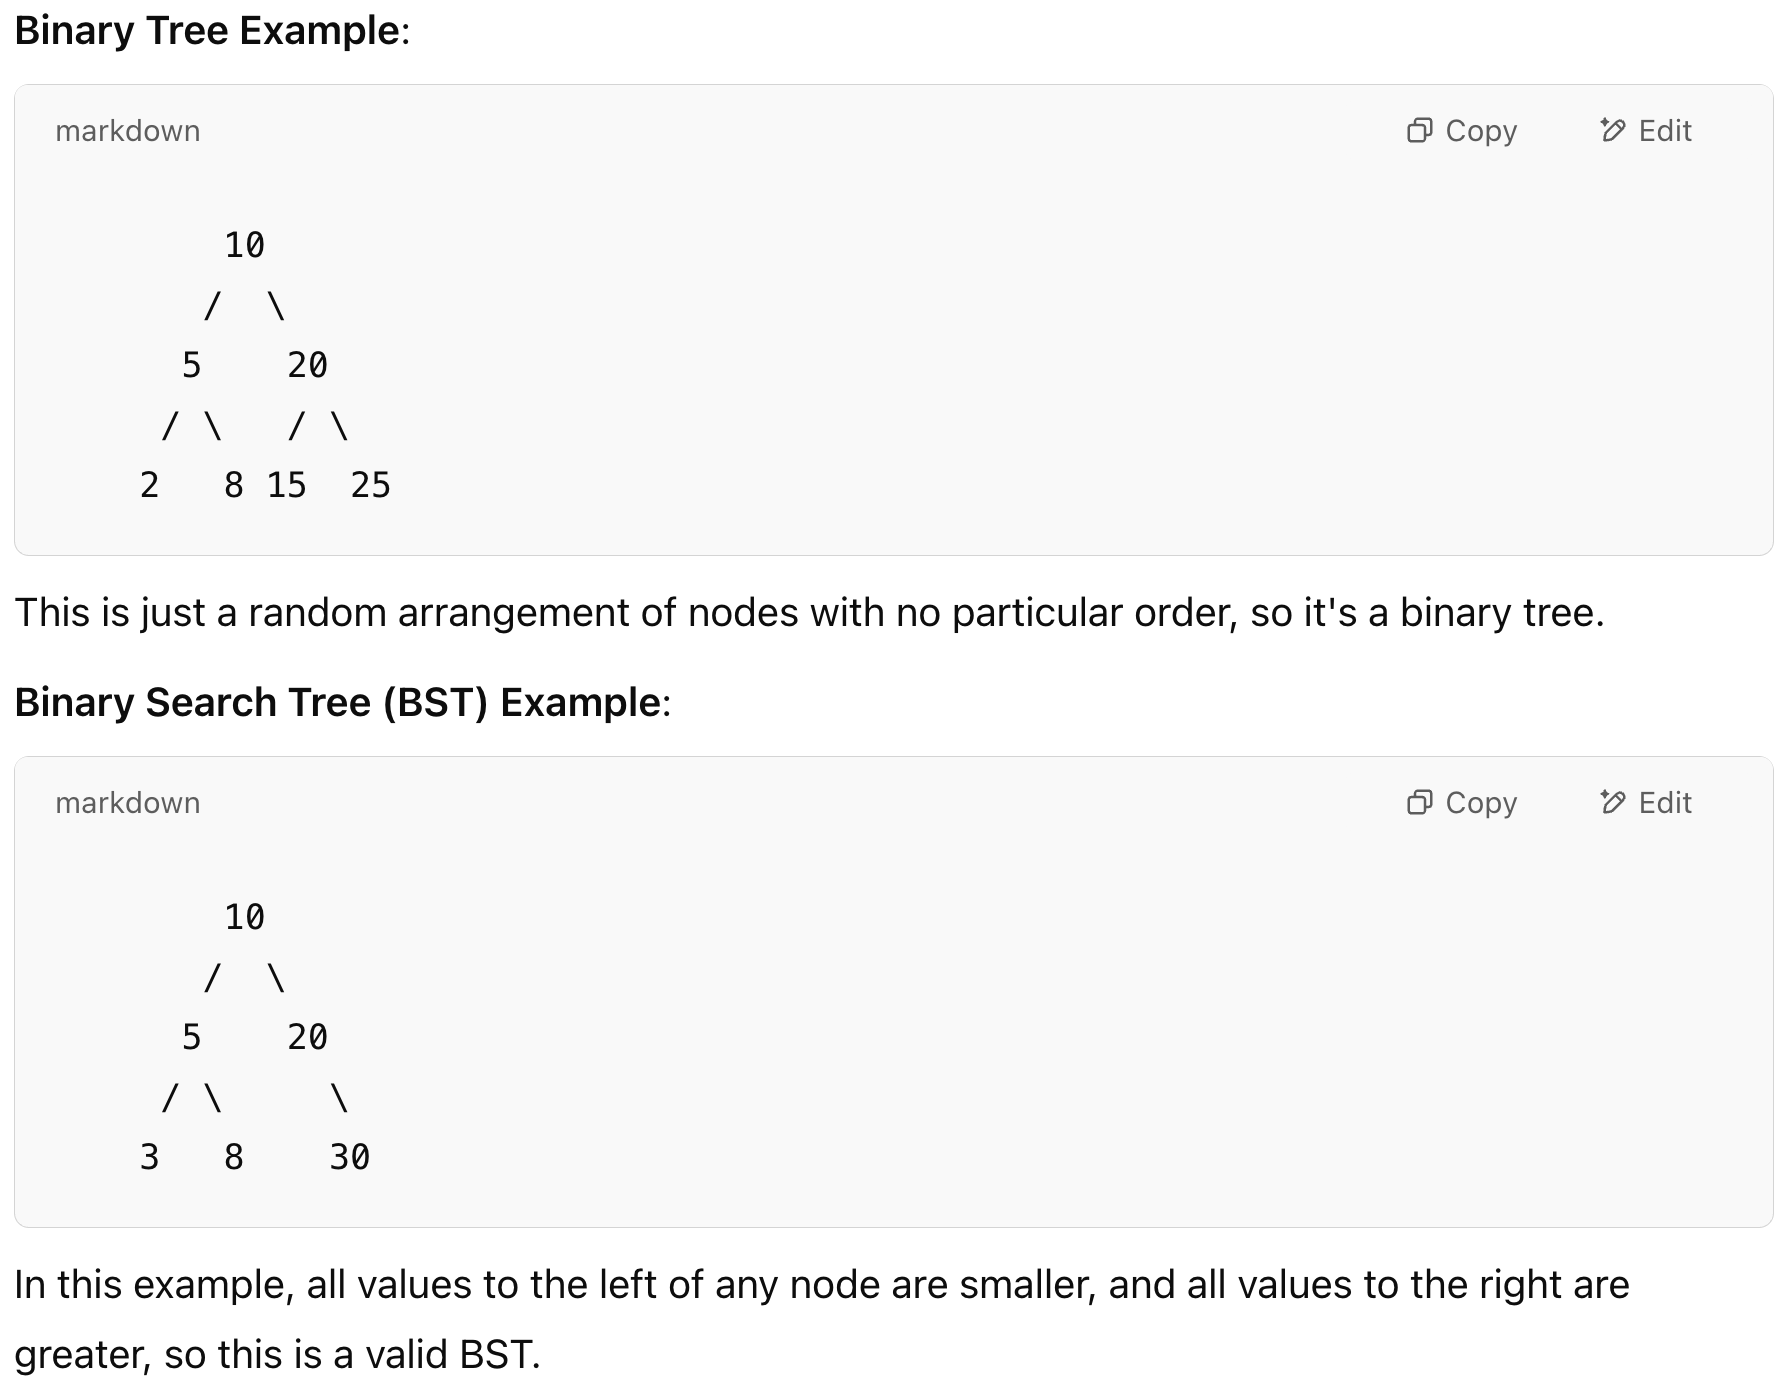 Binary Tree Example:
markdown Copy Edit
10
/ \
5 20
/ \ / \
2 8 15 25
This is just a random arrangement of nodes with no particular order, so it's a binary tree.
Binary Search Tree (BST) Example:
markdown Copy Edit
10
/ \
5 20
/ \ \
3 8 30
In this example, all values to the left of any node are smaller, and all values to the right are
greater, so this is a valid BST.